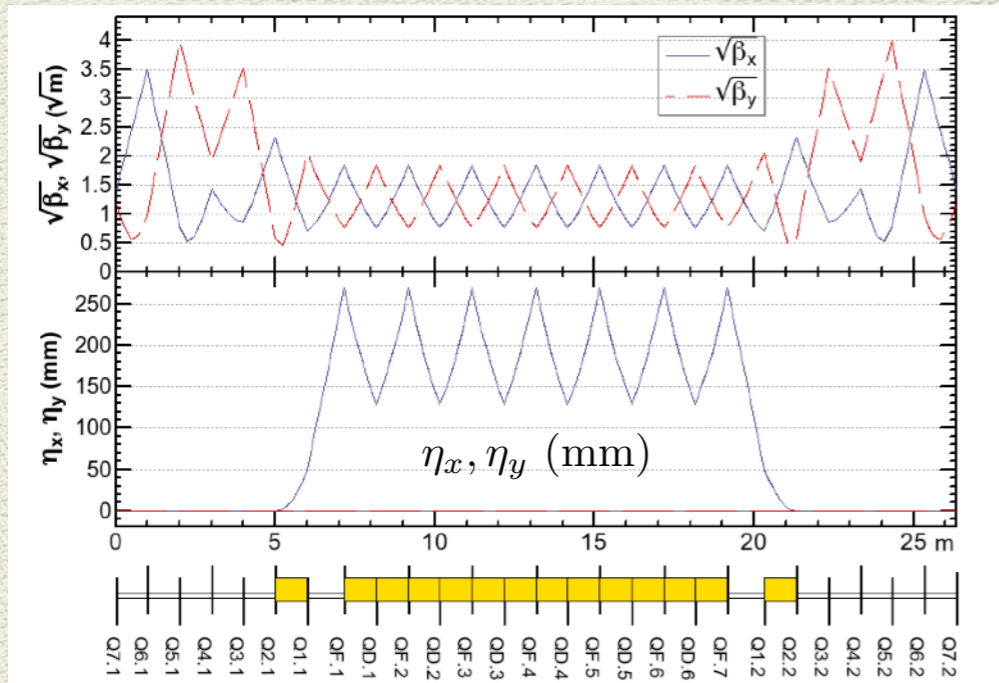 √βx, √βy (√m)
4
3.5
3
2.5
2
1.5
1
0.5
0
√βx
√βy
ηx, ηy (mm)
250
200
150
100
50
0
ηx, ηy (mm)
0 5 10 15 20 25 m
Q7.1 Q6.1 Q5.1 Q4.1 Q3.1 Q2.1 Q1.1 QF.1 QD.1 QF.2 QD.2 QF.3 QD.3 QF.4 QD.4 QF.5 QD.5 QF.6 QD.6 QF.7 Q1.2 Q2.2 Q3.2 Q4.2 Q5.2 Q6.2 Q7.2